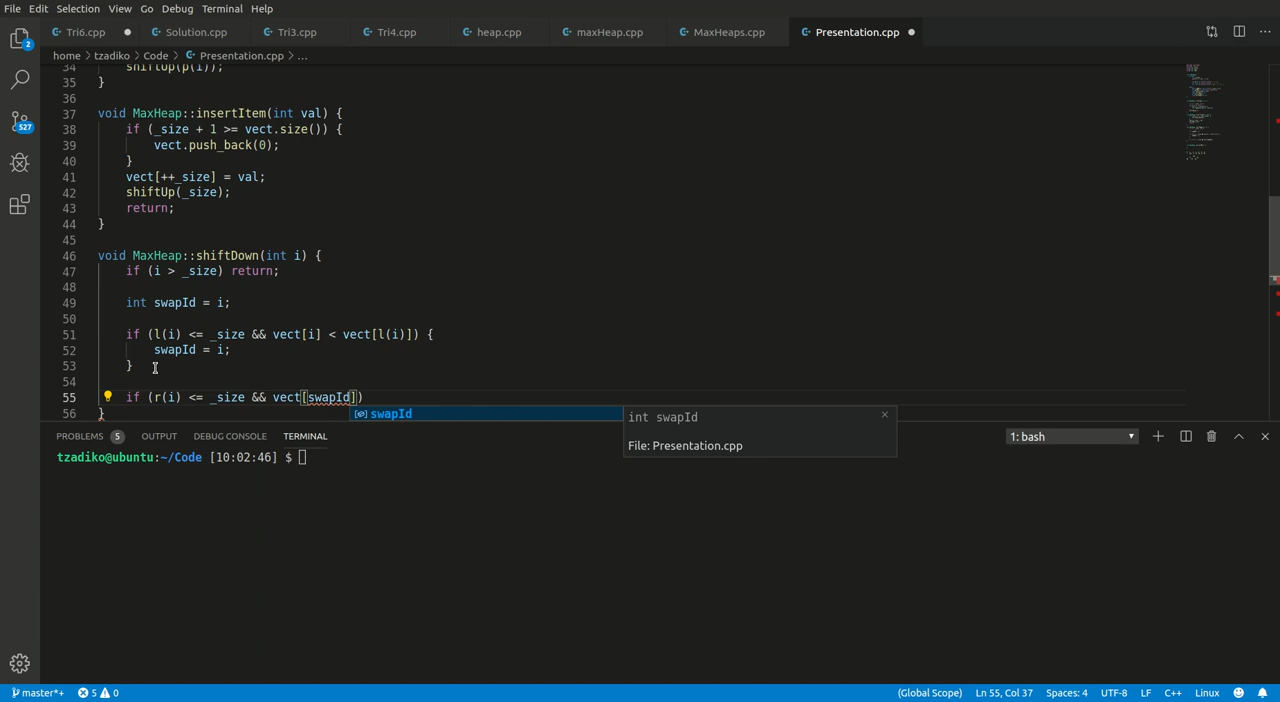 File Edit Selection View Go Debug Terminal Help
Tri6.cpp Solution.cpp Tri3.cpp Tri4.cpp heap.cpp maxHeap.cpp MaxHeaps.cpp Presentation.cpp
home > tzadiko > Code > Presentation.cpp > ...
34 shiftUp(p(i));
35 }
36
37 void MaxHeap::insertItem(int val) {
38 if (_size + 1 >= vect.size()) {
39 vect.push_back(0);
40 }
41 vect[++_size] = val;
42 shiftUp(_size);
43 return;
44 }
45
46 void MaxHeap::shiftDown(int i) {
47 if (i > _size) return;
48
49 int swapId = i;
50
51 if (l(i) <= _size && vect[i] < vect[l(i)]) {
52 swapId = i;
53 }
54
55 if (r(i) <= _size && vect[swapId])
56 }
swapId
int swapId
File: Presentation.cpp
2
527
PROBLEMS 5 OUTPUT DEBUG CONSOLE TERMINAL 1: bash
tzadiko@ubuntu:~/Code [10:02:46] $
master*+ 5 0 (Global Scope) Ln 55, Col 37 Spaces: 4 UTF-8 LF C++ Linux